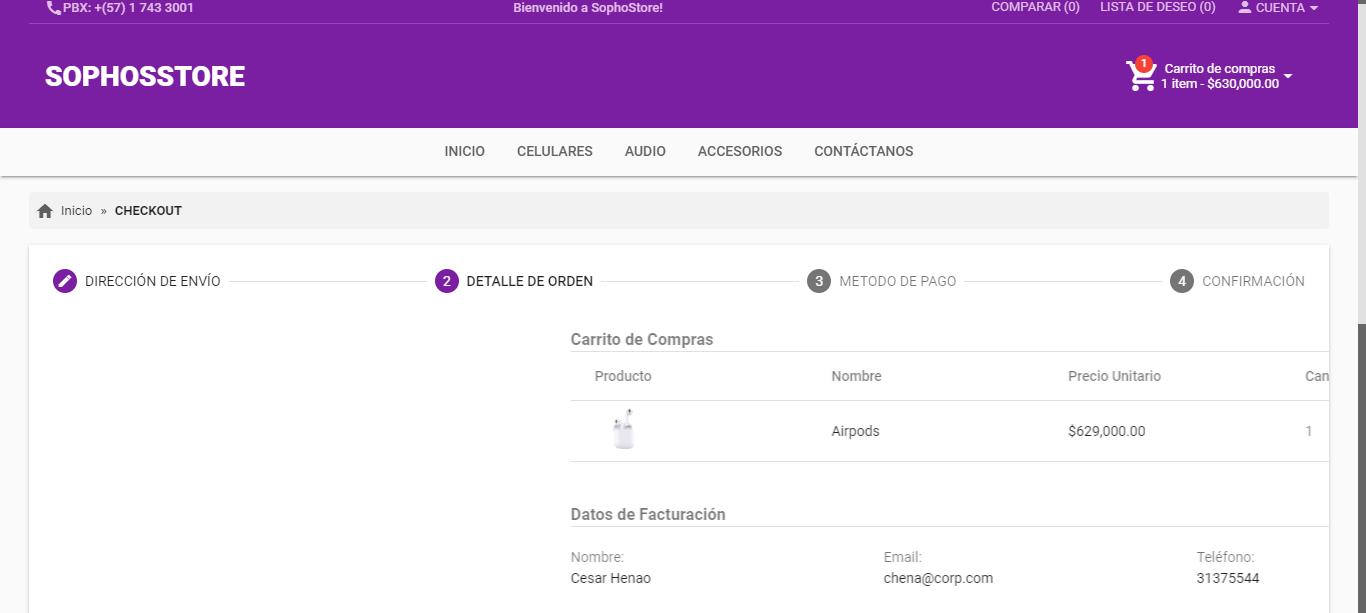 PBX: +(57) 1 743 3001
Bienvenido a SophoStore!
COMPARAR (0)
LISTA DE DESEO (0)
CUENTA
SOPHOSSTORE
1
Carrito de compras
1 item - $630,000.00
INICIO
CELULARES
AUDIO
ACCESORIOS
CONTÁCTANOS
Inicio » CHECKOUT
DIRECCIÓN DE ENVÍO
2 DETALLE DE ORDEN
3 METODO DE PAGO
4 CONFIRMACIÓN
Carrito de Compras
Producto
Nombre
Precio Unitario
Can
Airpods
$629,000.00
1
Datos de Facturación
Nombre:
Email:
Teléfono:
Cesar Henao
chena@corp.com
31375544